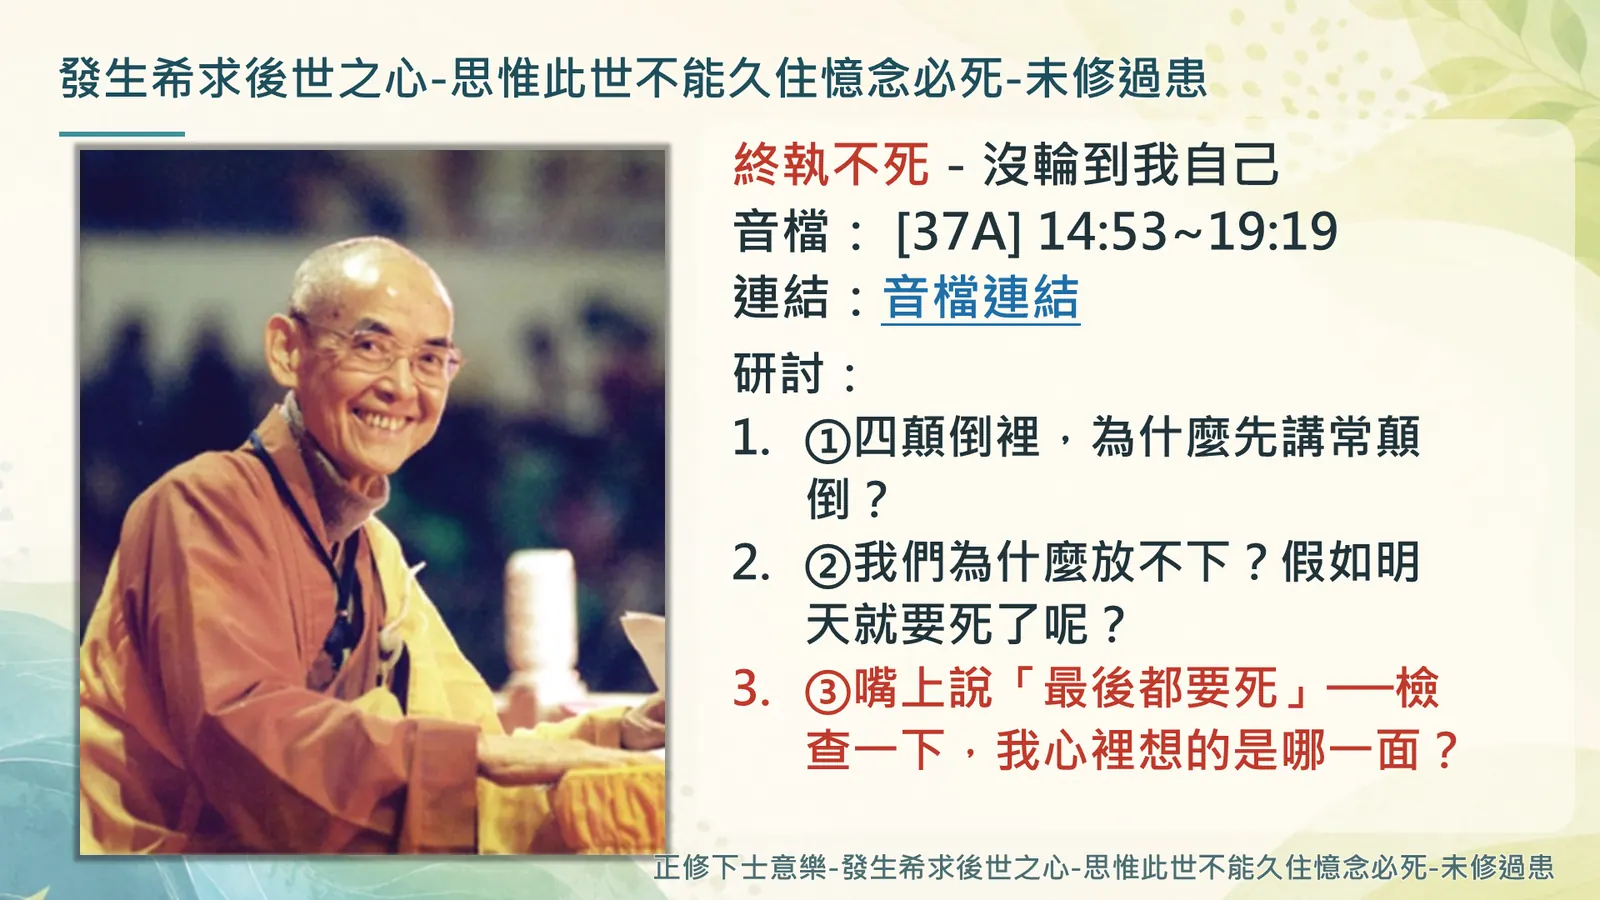 發生希求後世之心-思惟此世不能久住憶念必死-未修過患
終執不死 - 沒輪到我自己
音檔： [37A] 14:53~19:19
連結：音檔連結
研討：
1. ①四顛倒裡，為什麼先講常顛
倒？
2. ②我們為什麼放不下？假如明
天就要死了呢？
3. ③嘴上說「最後都要死」──檢
查一下，我心裡想的是哪一面？
正修下士意樂-發生希求後世之心-思惟此世不能久住憶念必死-未修過患